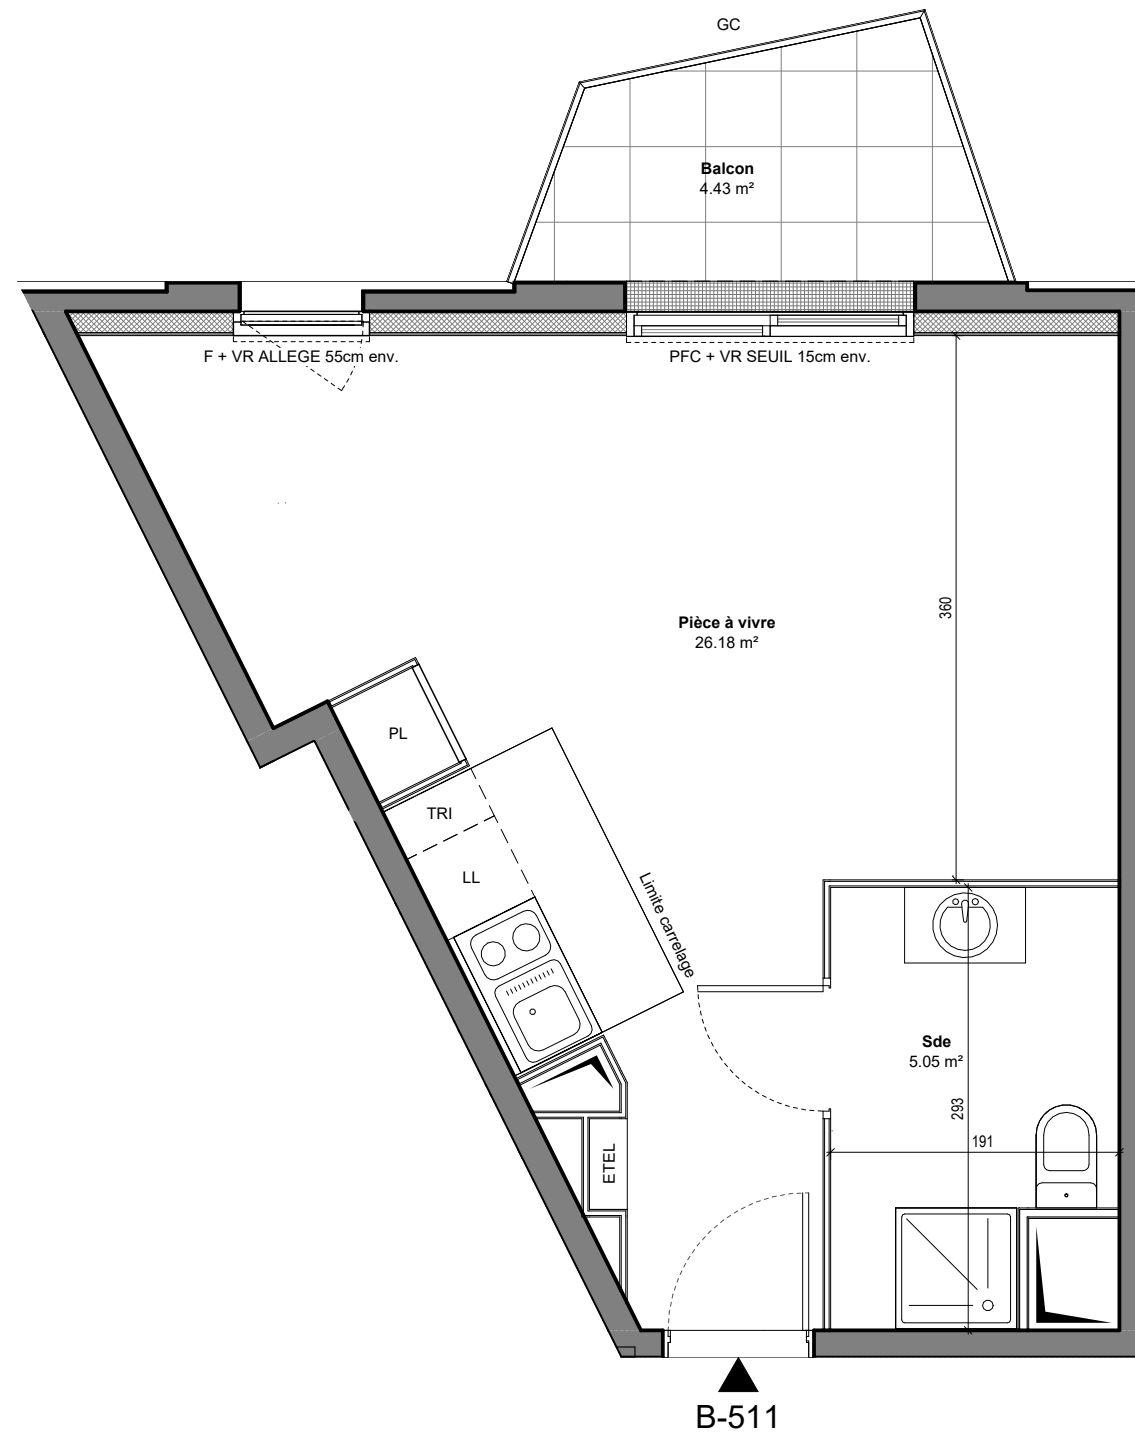 GC
Balcon
4.43 m²
F + VR ALLEGE 55cm env.
PFC + VR SEUIL 15cm env.
360
Pièce à vivre
26.18 m²
PL
TRI
LL
Limite carrelage
Sde
5.05 m²
293
191
ETEL
B-511